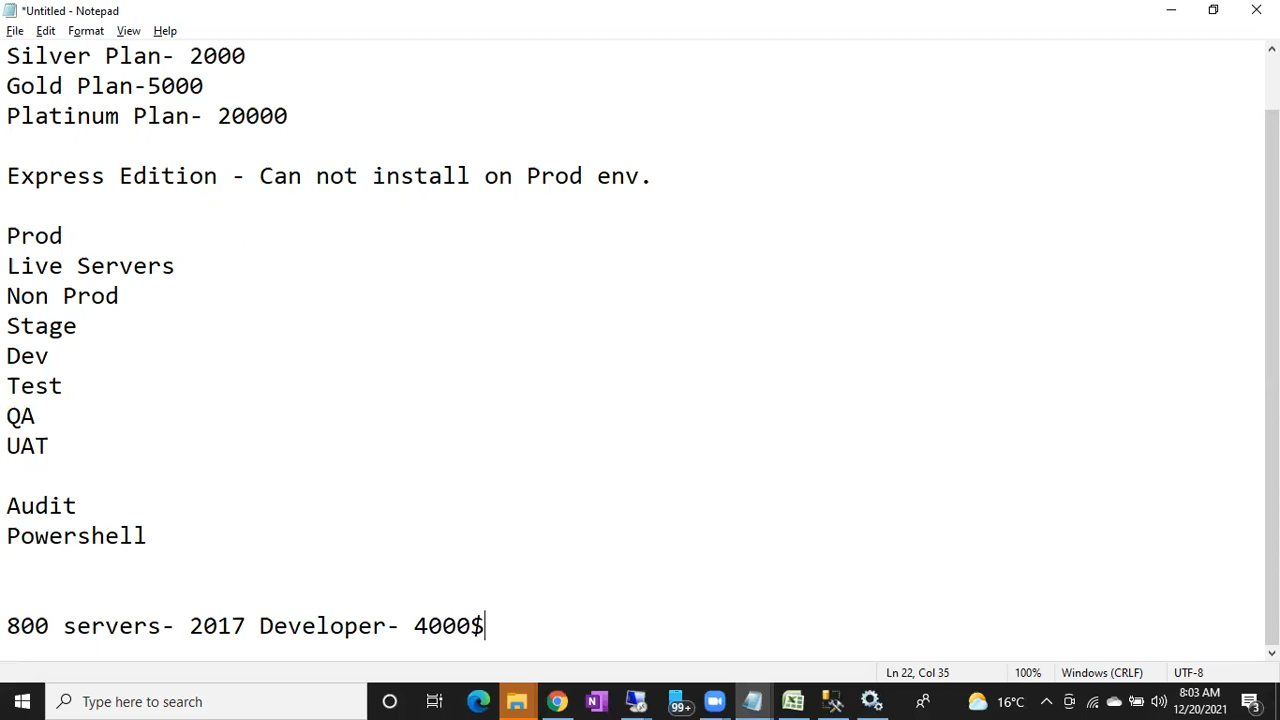 *Untitled - Notepad
File Edit Format View Help
Silver Plan- 2000
Gold Plan-5000
Platinum Plan- 20000
Express Edition - Can not install on Prod env.
Prod
Live Servers
Non Prod
Stage
Dev
Test
QA
UAT
Audit
Powershell
800 servers- 2017 Developer- 4000$
Ln 22, Col 35 100% Windows (CRLF) UTF-8
Type here to search
99+
16°C
8:03 AM
12/20/2021
3